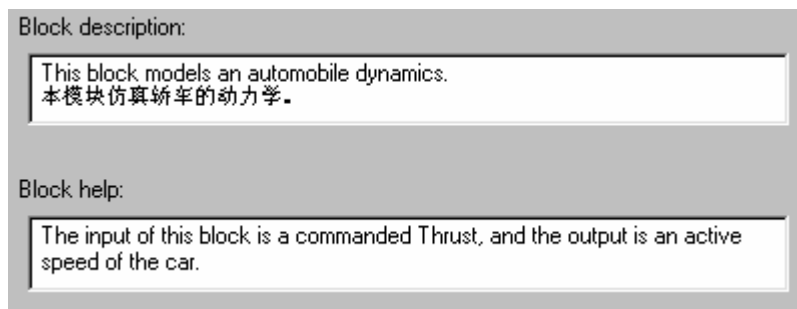 Block description:
This block models an automobile dynamics.
本模块仿真轿车的动力学。
Block help:
The input of this block is a commanded Thrust, and the output is an active
speed of the car.